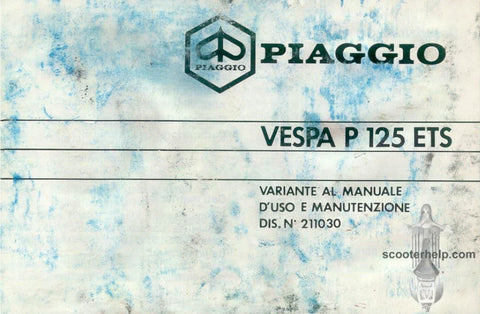 PIAGGIO
PIAGGIO
VESPA P 125 ETS
VARIANTE AL MANUALE
D'USO E MANUTENZIONE
DIS. N° 211030
scooterhelp.com